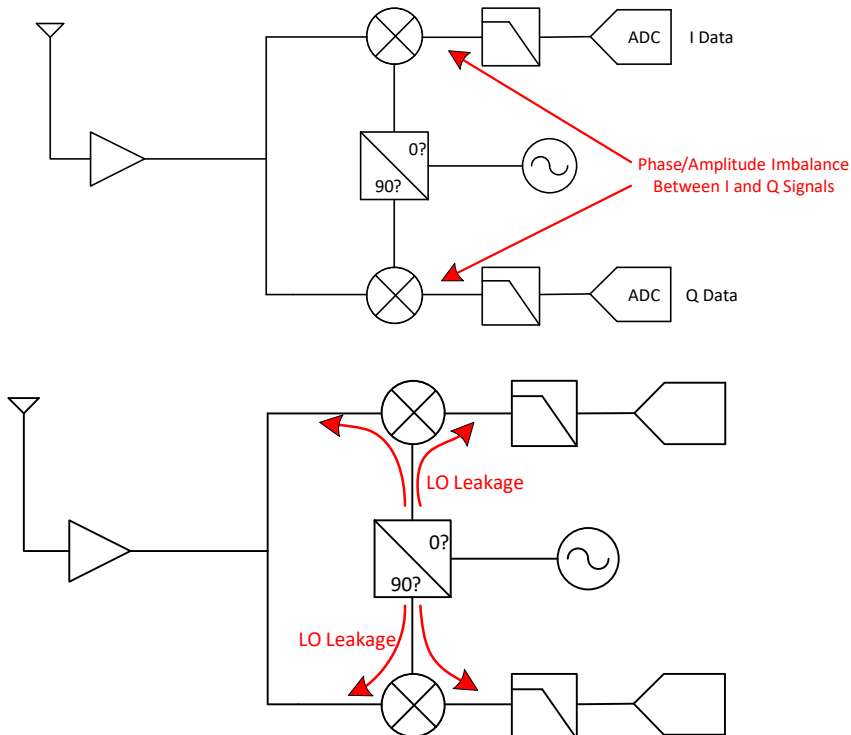 ADC
I Data
0?
90?
Phase/Amplitude Imbalance
Between I and Q Signals
ADC
Q Data
LO Leakage
0?
90?
LO Leakage